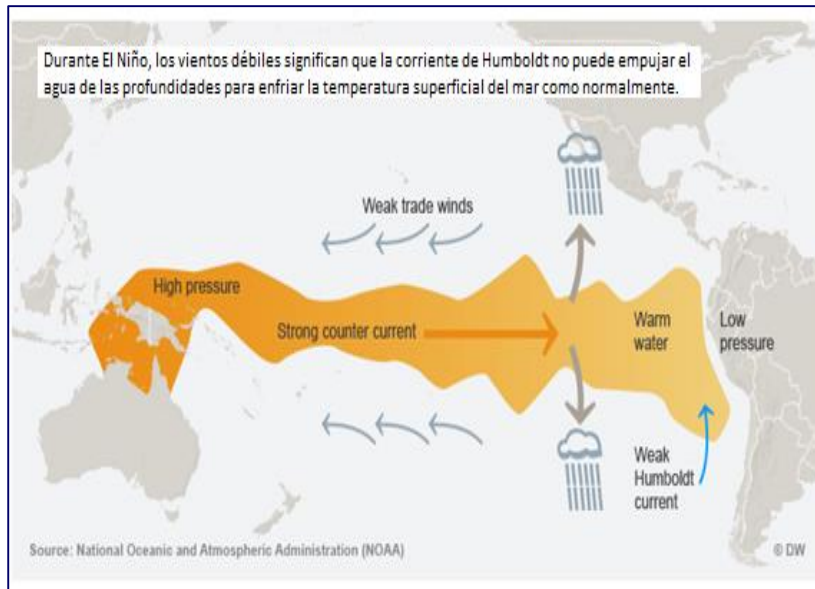 Durante El Niño, los vientos débiles significan que la corriente de Humboldt no puede empujar el
agua de las profundidades para enfriar la temperatura superficial del mar como normalmente.
Weak trade winds
High pressure
Strong counter current
Warm
water
Low
pressure
Weak
Humboldt
current
Source: National Oceanic and Atmospheric Administration (NOAA)
© DW